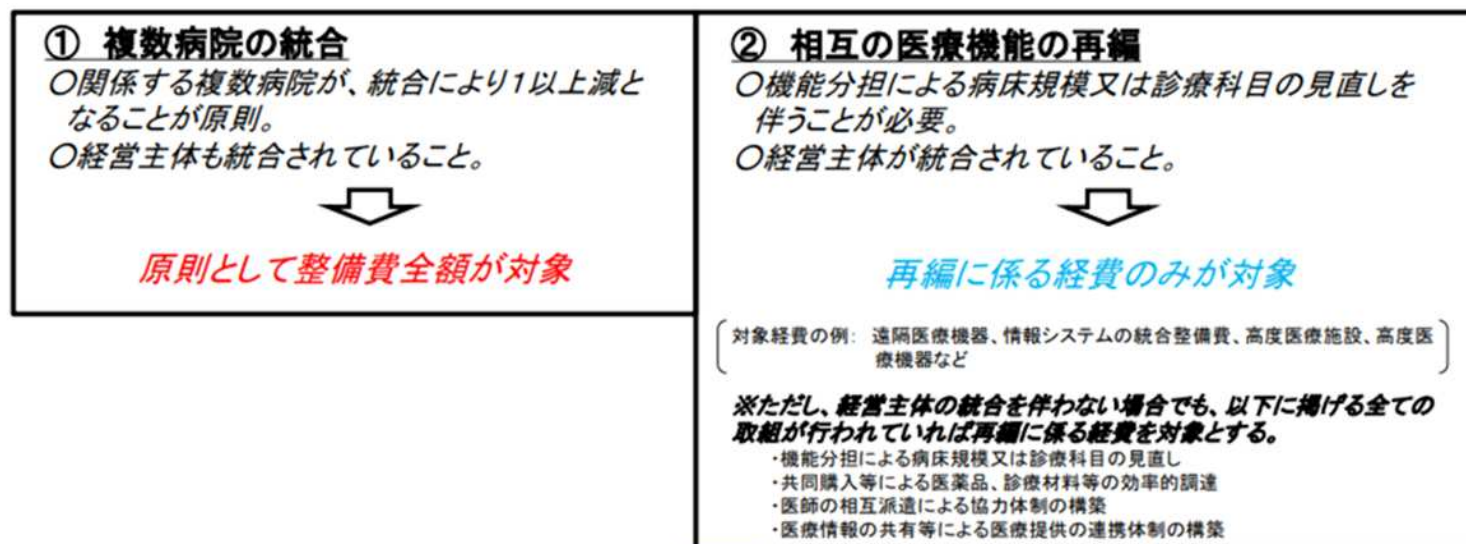 ① 複数病院の統合
○関係する複数病院が、統合により1以上減と
なることが原則。
○経営主体も統合されていること。
原則として整備費全額が対象
② 相互の医療機能の再編
○機能分担による病床規模又は診療科目の見直しを
伴うことが必要。
○経営主体が統合されていること。
再編に係る経費のみが対象
対象経費の例: 遠隔医療機器、情報システムの統合整備費、高度医療施設、高度医
療機器など
※ただし、経営主体の統合を伴わない場合でも、以下に掲げる全ての
取組が行われていれば再編に係る経費を対象とする。
・機能分担による病床規模又は診療科目の見直し
・共同購入等による医薬品、診療材料等の効率的調達
・医師の相互派遣による協力体制の構築
・医療情報の共有等による医療提供の連携体制の構築